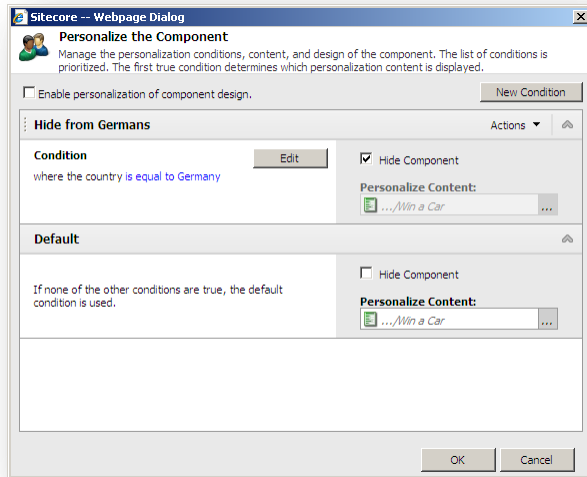 Sitecore -- Webpage Dialog
Personalize the Component
Manage the personalization conditions, content, and design of the component. The list of conditions is
prioritized. The first true condition determines which personalization content is displayed.
Enable personalization of component design.
New Condition
Hide from Germans
Actions
Condition
Edit
where the country is equal to Germany
Hide Component
Personalize Content:
.../Win a Car
...
Default
If none of the other conditions are true, the default
condition is used.
Hide Component
Personalize Content:
.../Win a Car
...
OK
Cancel